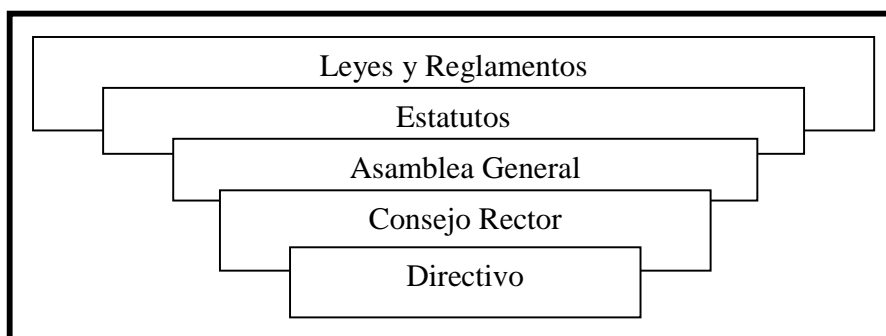 Leyes y Reglamentos
Estatutos
Asamblea General
Consejo Rector
Directivo